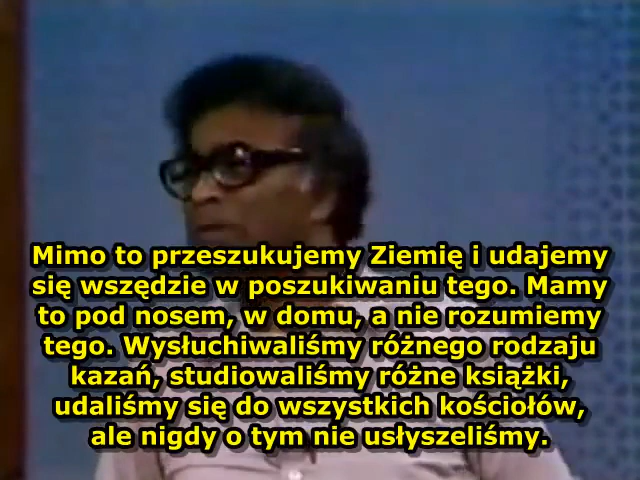 Mimo to przeszukujemy Ziemię i udajemy
się wszędzie w poszukiwaniu tego. Mamy
to pod nosem, w domu, a nie rozumiemy
tego. Wysłuchiwaliśmy różnego rodzaju
kazań, studiowaliśmy różne książki,
udaliśmy się do wszystkich kościołów,
ale nigdy o tym nie usłyszeliśmy.